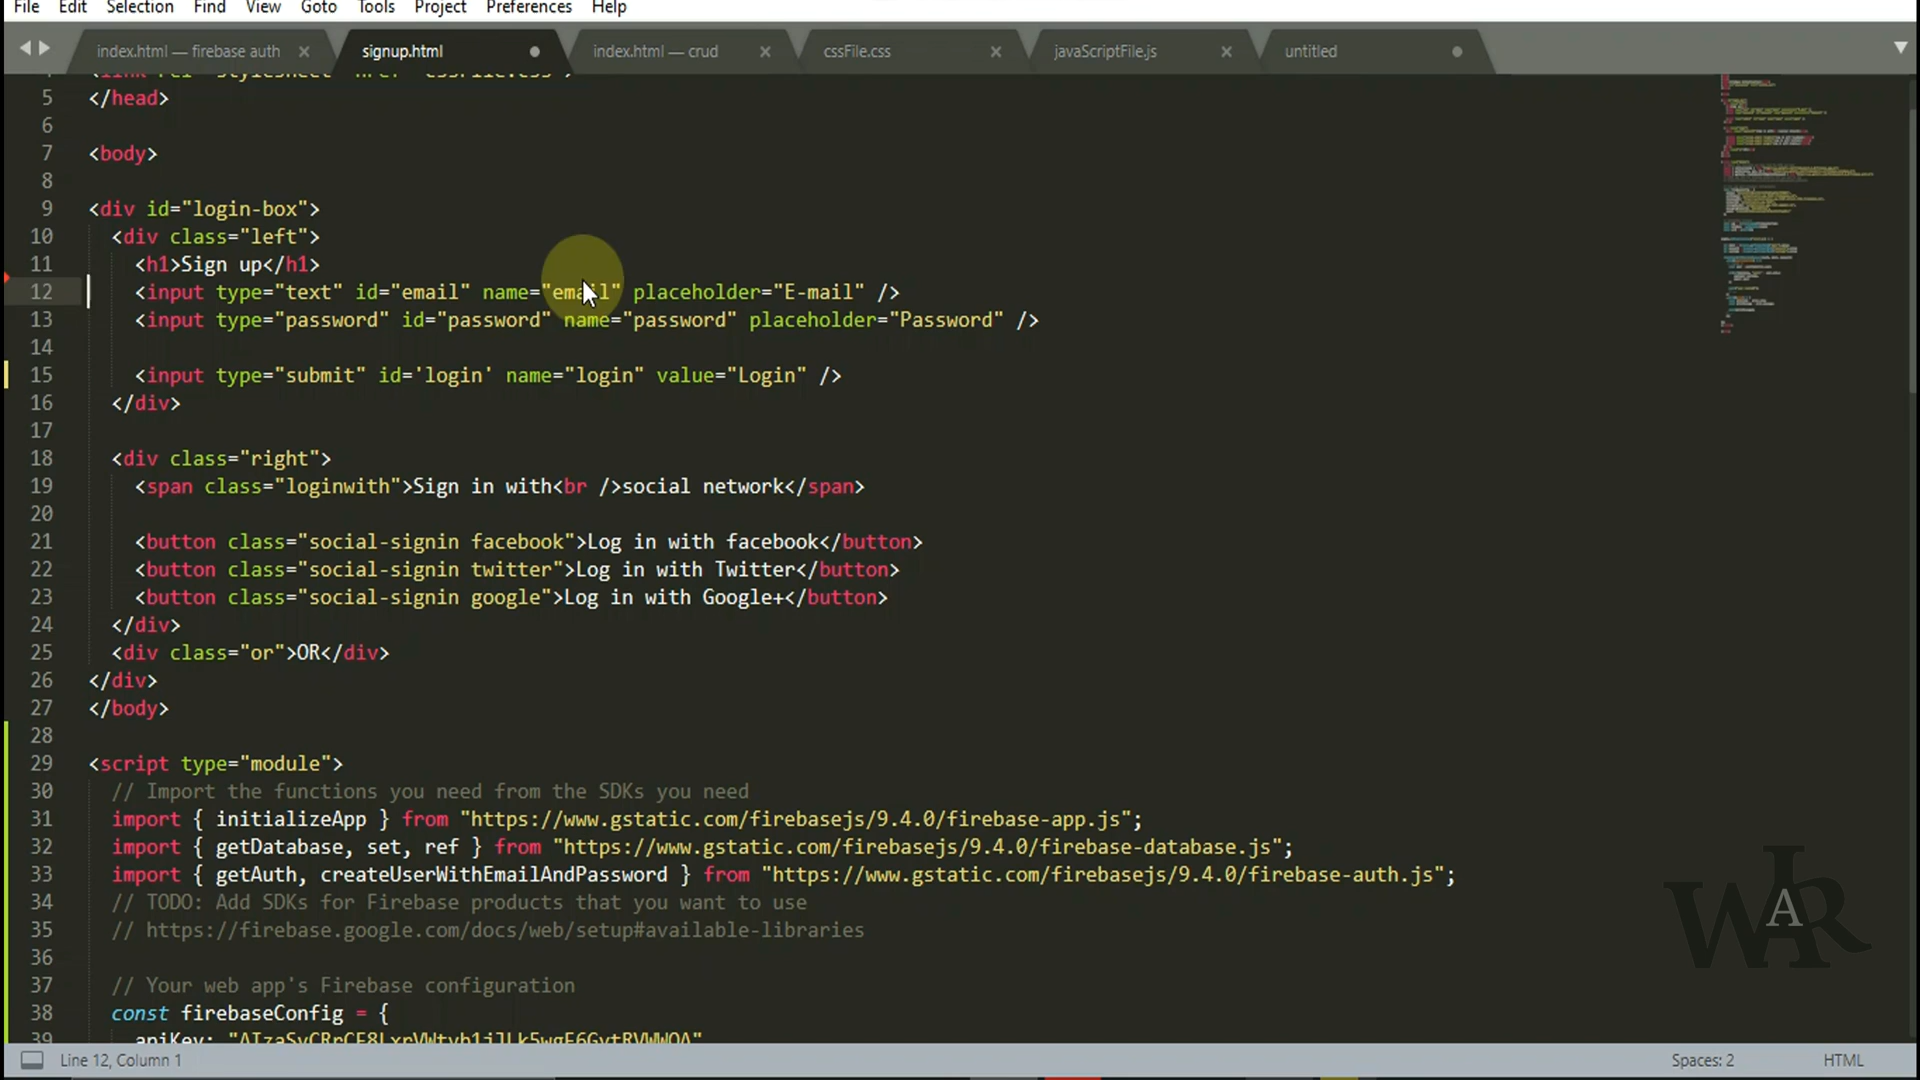 File Edit Selection Find View Goto Tools Project Preferences Help
index.html — firebase auth signup.html index.html — crud cssFile.css javaScriptFile.js untitled
5 </head>
6
7 <body>
8
9 <div id="login-box">
10 <div class="left">
11 <h1>Sign up</h1>
12 <input type="text" id="email" name="email" placeholder="E-mail" />
13 <input type="password" id="password" name="password" placeholder="Password" />
14
15 <input type="submit" id='login' name="login" value="Login" />
16 </div>
17
18 <div class="right">
19 <span class="loginwith">Sign in with<br />social network</span>
20
21 <button class="social-signin facebook">Log in with facebook</button>
22 <button class="social-signin twitter">Log in with Twitter</button>
23 <button class="social-signin google">Log in with Google+</button>
24 </div>
25 <div class="or">OR</div>
26 </div>
27 </body>
28
29 <script type="module">
30 // Import the functions you need from the SDKs you need
31 import { initializeApp } from "https://www.gstatic.com/firebasejs/9.4.0/firebase-app.js";
32 import { getDatabase, set, ref } from "https://www.gstatic.com/firebasejs/9.4.0/firebase-database.js";
33 import { getAuth, createUserWithEmailAndPassword } from "https://www.gstatic.com/firebasejs/9.4.0/firebase-auth.js";
34 // TODO: Add SDKs for Firebase products that you want to use
35 // https://firebase.google.com/docs/web/setup#available-libraries
36
37 // Your web app's Firebase configuration
38 const firebaseConfig = {
39 apiKey:
Line 12, Column 1 Spaces: 2 HTML